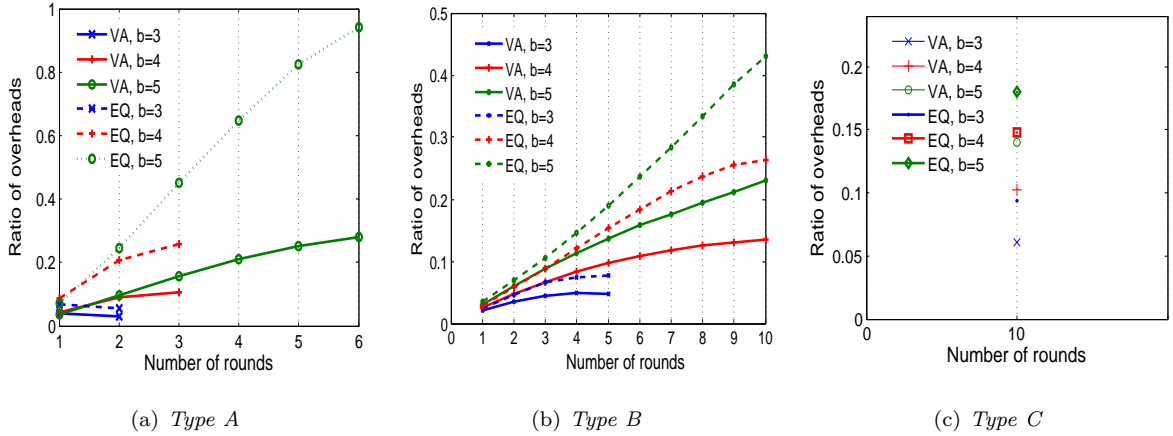 Ratio of overheads
1
0.8
0.6
0.4
0.2
0
1 2 3 4 5 6
Number of rounds
VA, b=3
VA, b=4
VA, b=5
EQ, b=3
EQ, b=4
EQ, b=5
(a) Type A
Ratio of overheads
0.5
0.4
0.3
0.2
0.1
0
0 1 2 3 4 5 6 7 8 9 10
Number of rounds
VA, b=3
VA, b=4
VA, b=5
EQ, b=3
EQ, b=4
EQ, b=5
(b) Type B
Ratio of overheads
0.2
0.15
0.1
0.05
0
0 10 20
Number of rounds
VA, b=3
VA, b=4
VA, b=5
EQ, b=3
EQ, b=4
EQ, b=5
(c) Type C